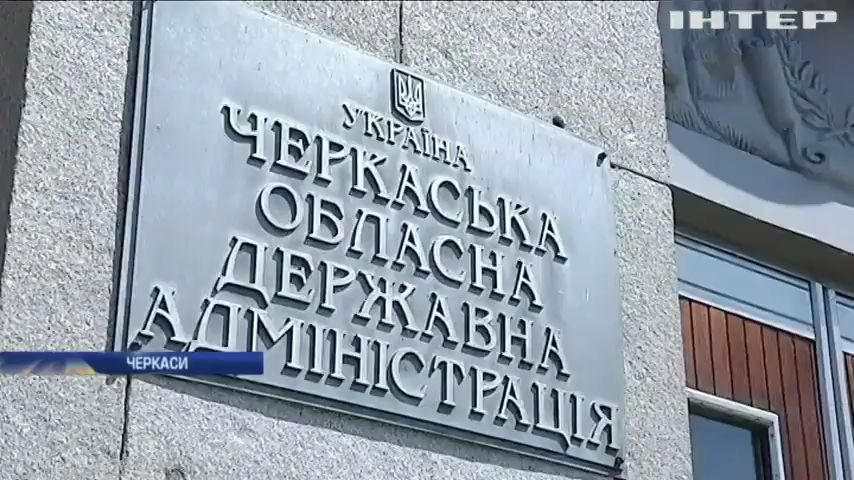 ІНТЕР
УКРАЇНА
ЧЕРКАСЬКА
ОБЛАСНА
ДЕРЖАВНА
АДМІНІСТРАЦІЯ
ЧЕРКАСИ